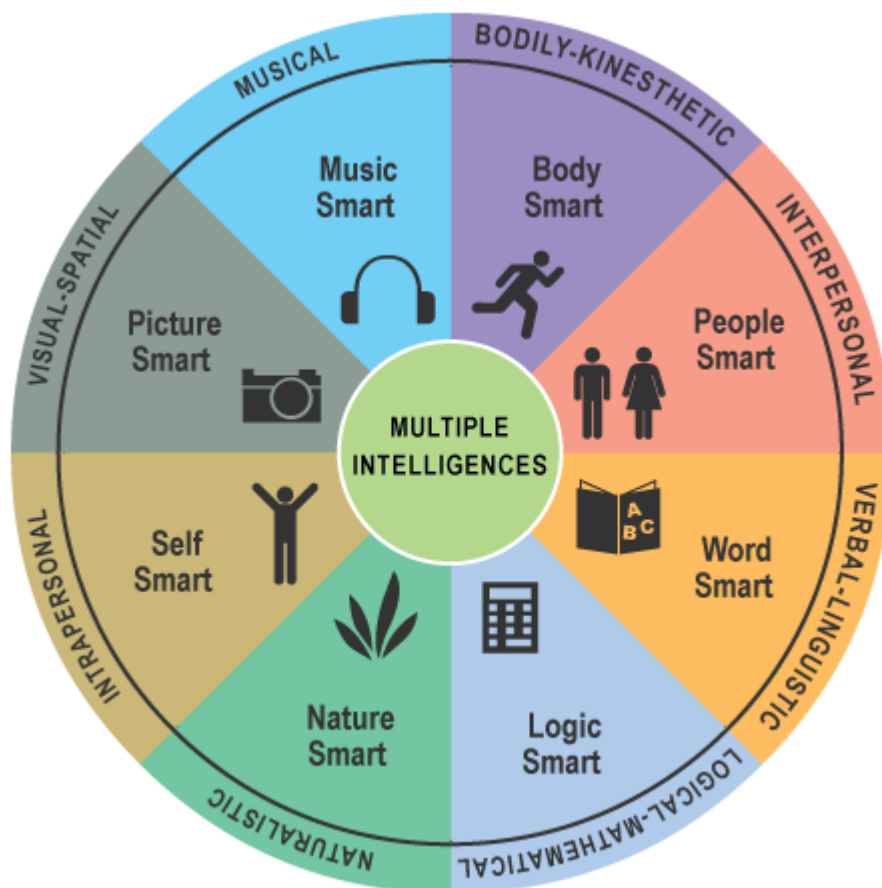 MUSICAL
BODILY-KINESTHETIC
INTERPERSONAL
VERBAL-LINGUISTIC
LOGICAL-MATHEMATICAL
NATURALISTIC
INTRAPERSONAL
VISUAL-SPATIAL
Music
Smart
Body
Smart
People
Smart
Word
Smart
Logic
Smart
Nature
Smart
Self
Smart
Picture
Smart
MULTIPLE
INTELLIGENCES
A
B C